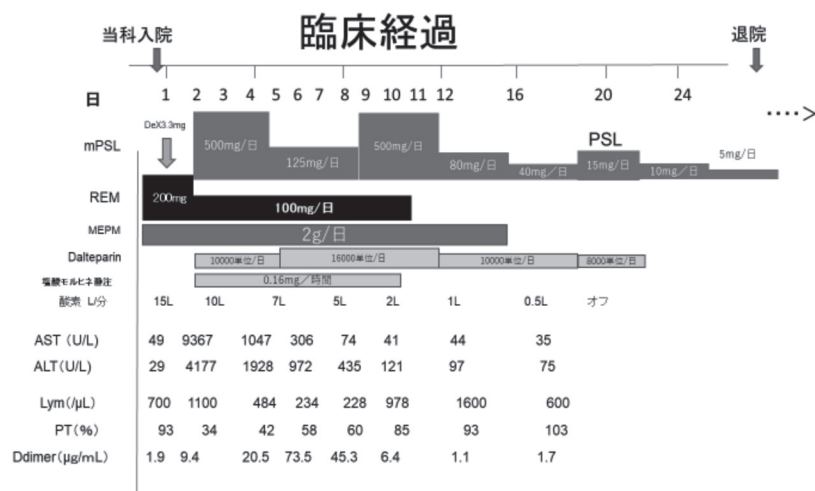 臨床経過
当科入院 退院
日 1 2 3 4 5 6 7 8 9 10 11 12 16 20 24
DeX3.3mg
mPSL 500mg/日 125mg/日 500mg/日 80mg/日 40mg/日 PSL 15mg/日 10mg/日 5mg/日
REM 200mg 100mg/日
MEPM 2g/日
Dalteparin 10000単位/日 16000単位/日 10000単位/日 8000単位/日
塩酸モルヒネ静注 0.16mg/時間
酸素 L/分 15L 10L 7L 5L 2L 1L 0.5L オフ
AST (U/L) 49 9367 1047 306 74 41 44 35
ALT(U/L) 29 4177 1928 972 435 121 97 75
Lym(/μL) 700 1100 484 234 228 978 1600 600
PT(%) 93 34 42 58 60 85 93 103
Ddimer(μg/mL) 1.9 9.4 20.5 73.5 45.3 6.4 1.1 1.7